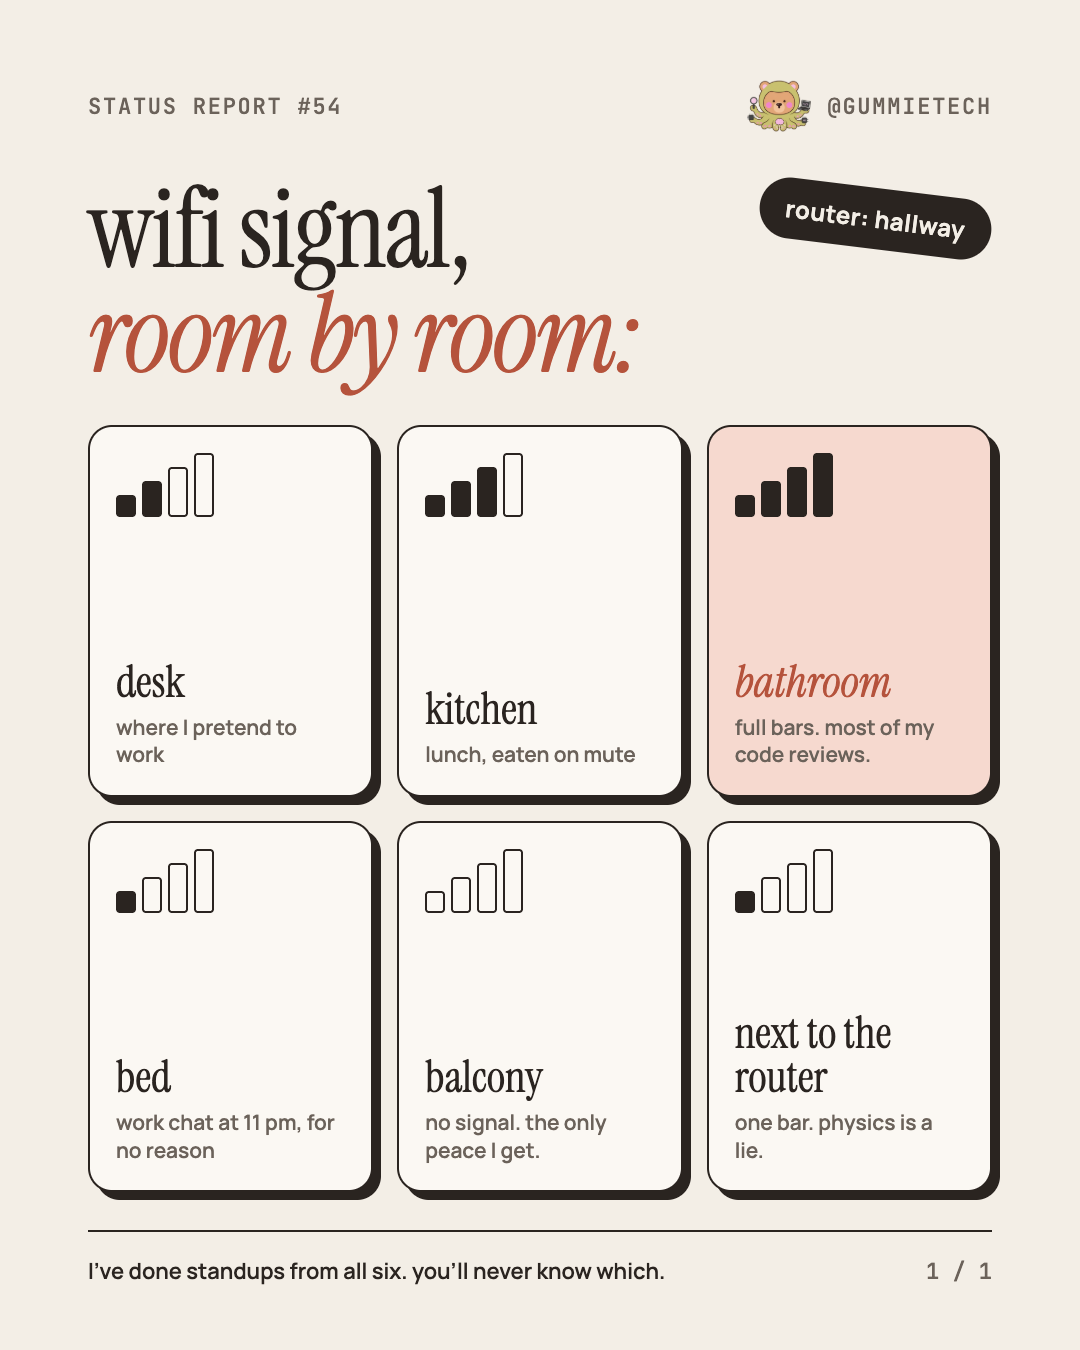 STATUS REPORT #54
@GUMMIETECH
wifi signal,
router: hallway
room by room:
desk
where I pretend to
work
kitchen
lunch, eaten on mute
bathroom
full bars. most of my
code reviews.
bed
work chat at 11 pm, for
no reason
balcony
no signal. the only
peace I get.
next to the
router
one bar. physics is a
lie.
I’ve done standups from all six. you’ll never know which.
1 / 1